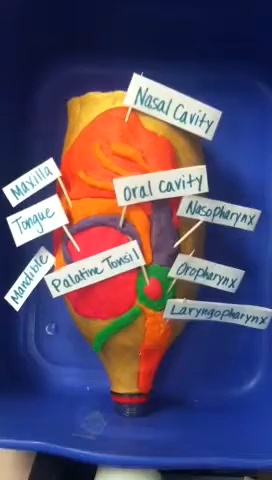 Nasal Cavity
Maxilla
Oral Cavity
Tongue
Nasopharynx
Mandible
Palatine Tonsil
Oropharynx
Laryngopharynx